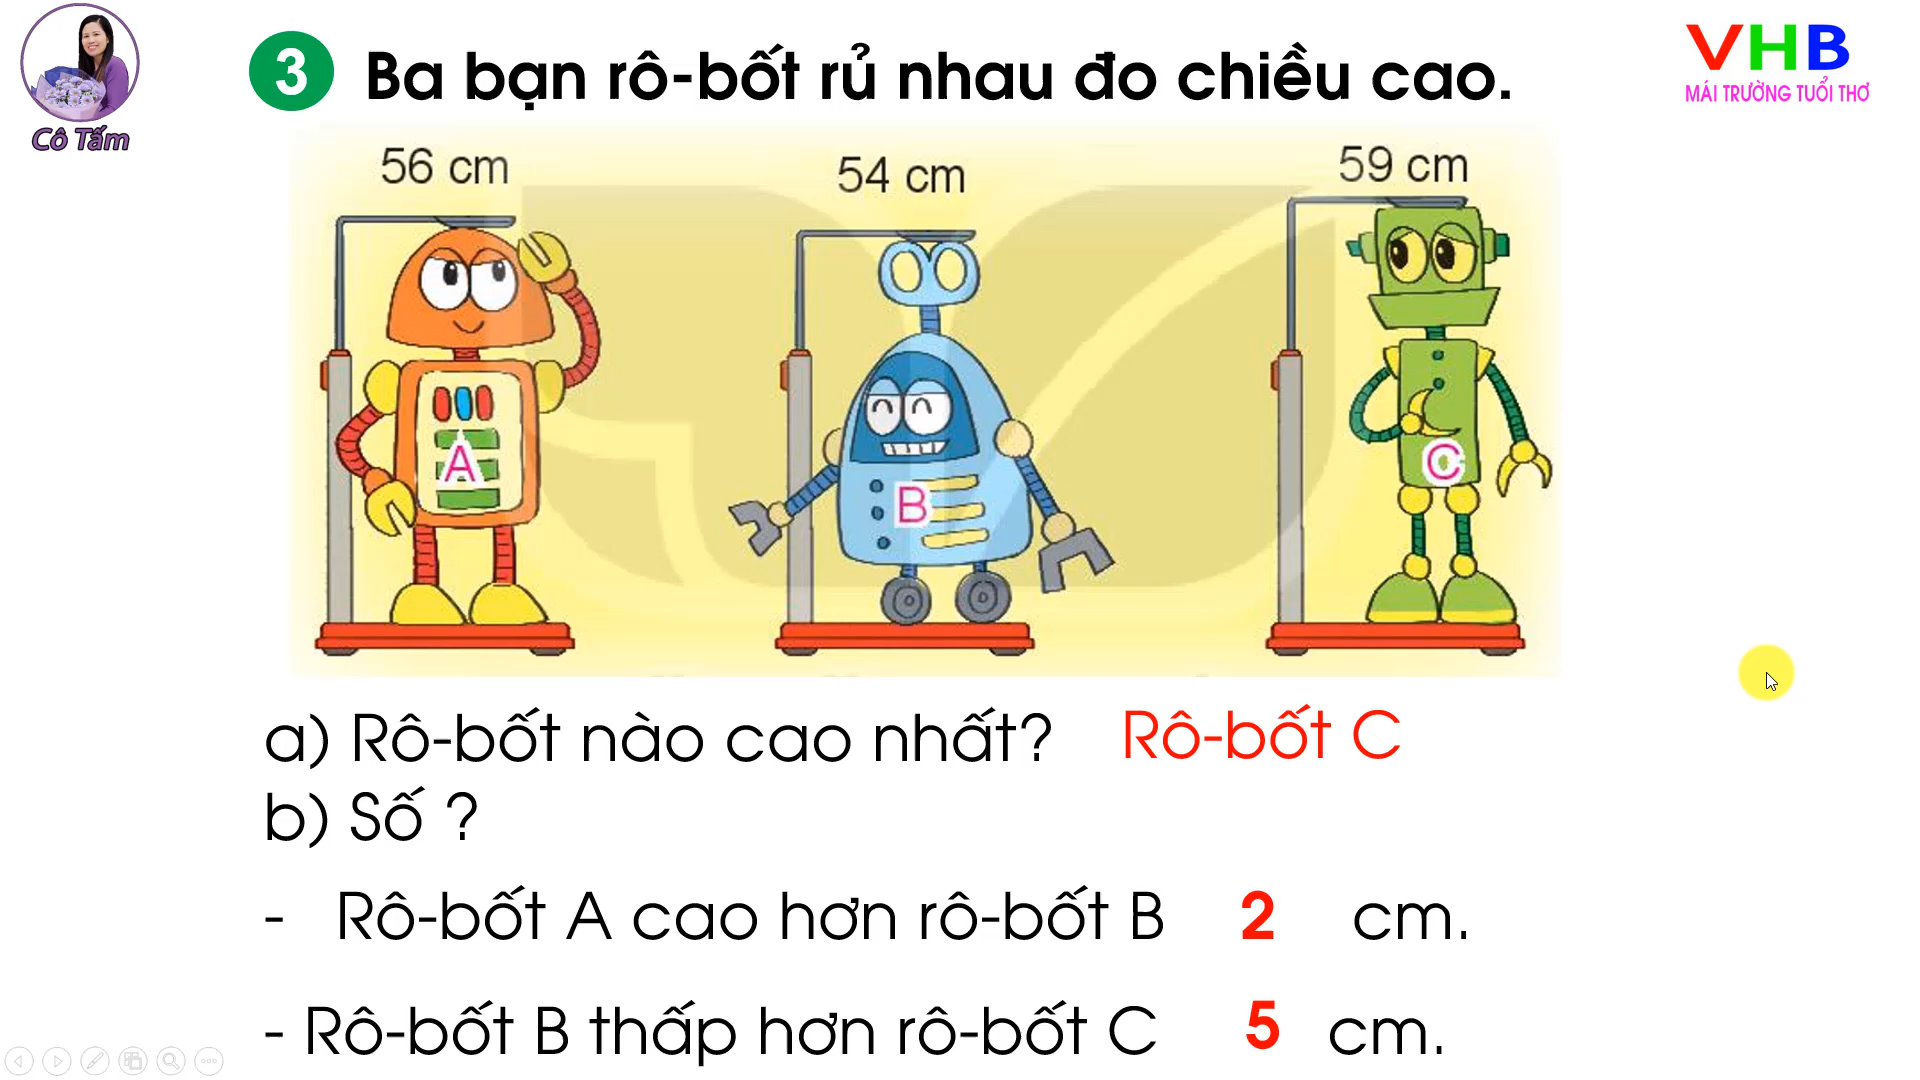 Cô Tấm
3 Ba bạn rô-bốt rủ nhau đo chiều cao.
VHB
MÁI TRƯỜNG TUỔI THƠ
56 cm 54 cm 59 cm
A B C
a) Rô-bốt nào cao nhất? Rô-bốt C
b) Số ?
- Rô-bốt A cao hơn rô-bốt B 2 cm.
- Rô-bốt B thấp hơn rô-bốt C 5 cm.